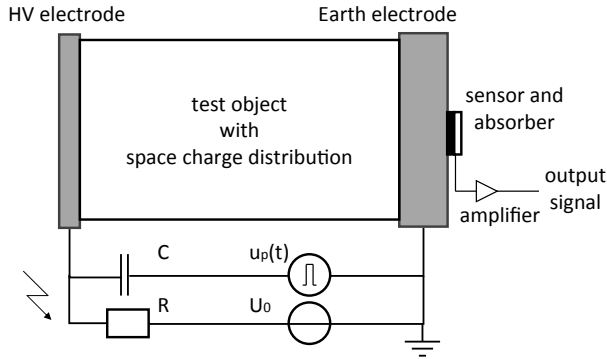 HV electrode
Earth electrode
test object
with
space charge distribution
sensor and
absorber
output
signal
amplifier
C
uₚ(t)
R
U₀